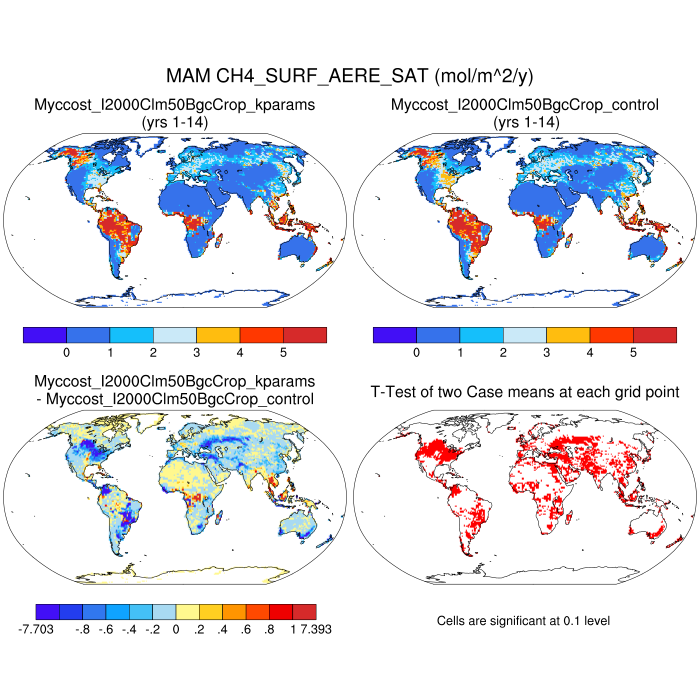 MAM CH4_SURF_AERE_SAT (mol/m^2/y)
Myccost_I2000Clm50BgcCrop_kparams
(yrs 1-14)
Myccost_I2000Clm50BgcCrop_control
(yrs 1-14)
0 1 2 3 4 5
0 1 2 3 4 5
Myccost_I2000Clm50BgcCrop_kparams
- Myccost_I2000Clm50BgcCrop_control
T-Test of two Case means at each grid point
-7.703 -.8 -.6 -.4 -.2 0 .2 .4 .6 .8 1 7.393
Cells are significant at 0.1 level